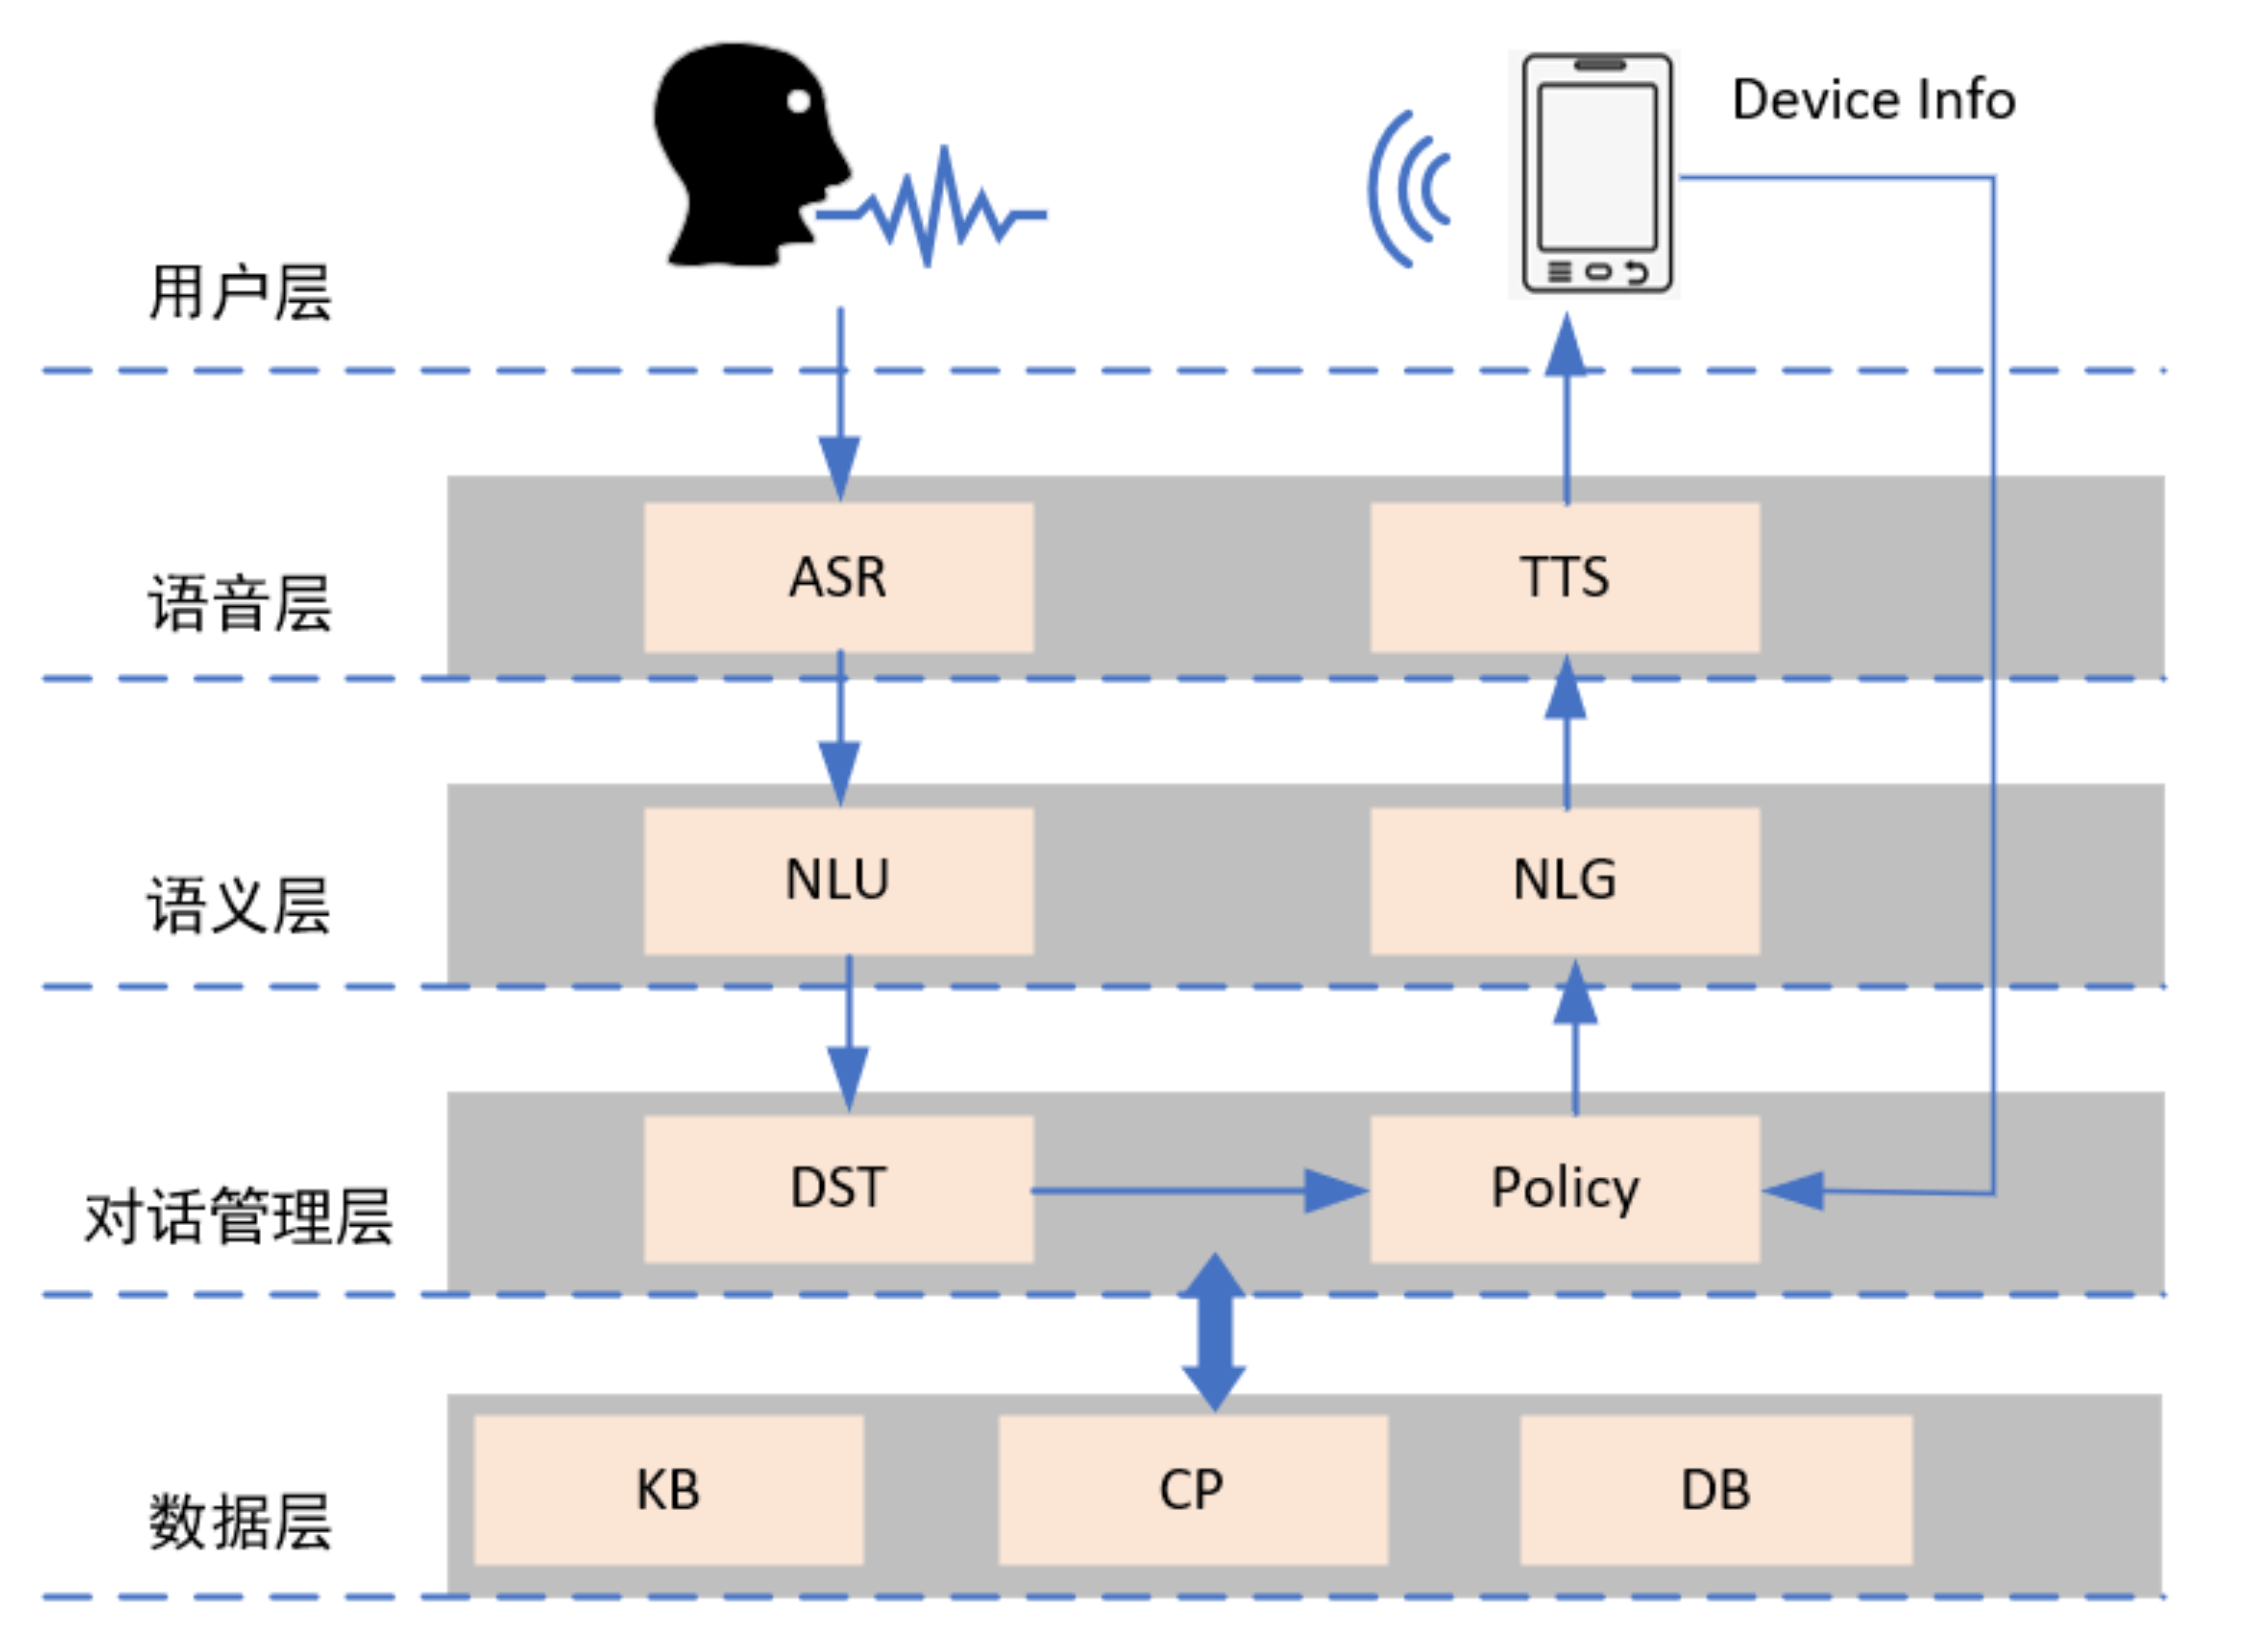 Device Info
用户层
语音层
ASR
TTS
语义层
NLU
NLG
对话管理层
DST
Policy
数据层
KB
CP
DB